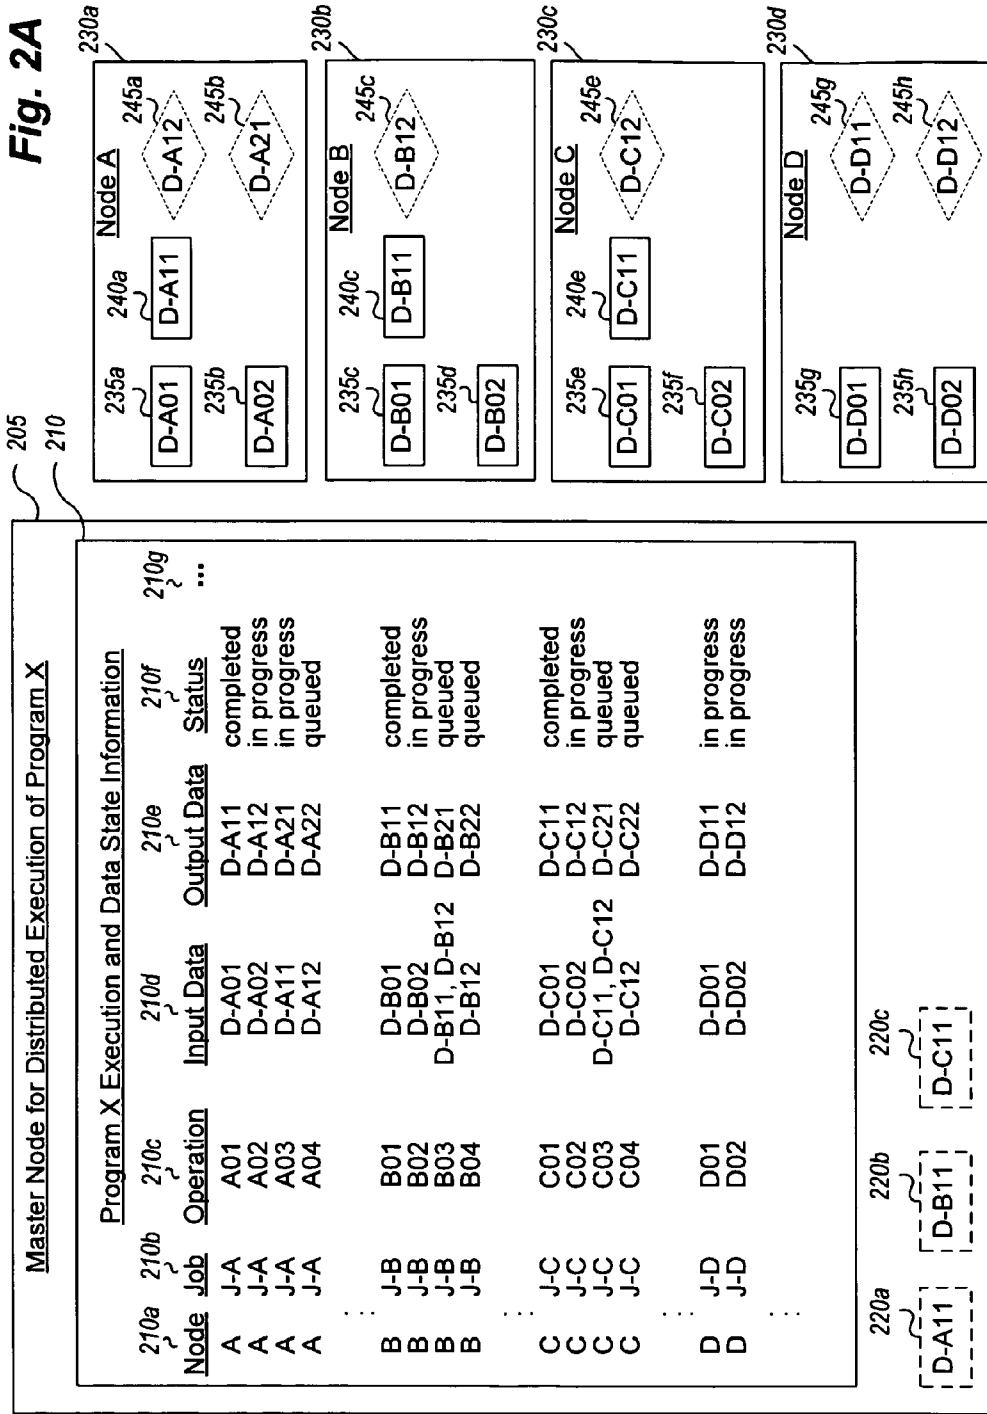 Fig. 2A
Master Node for Distributed Execution of Program X
205
210
Program X Execution and Data State Information
210a 210b 210c 210d 210e 210f 210g
Node Job Operation Input Data Output Data Status ...
A J-A A01 D-A01 D-A11 completed
A J-A A02 D-A02 D-A12 in progress
A J-A A03 D-A11 D-A21 in progress
A J-A A04 D-A12 D-A22 queued
...
B J-B B01 D-B01 D-B11 completed
B J-B B02 D-B02 D-B12 in progress
B J-B B03 D-B11, D-B12 D-B21 queued
B J-B B04 D-B12 D-B22 queued
...
C J-C C01 D-C01 D-C11 completed
C J-C C02 D-C02 D-C12 in progress
C J-C C03 D-C11, D-C12 D-C21 queued
C J-C C04 D-C12 D-C22 queued
...
D J-D D01 D-D01 D-D11 in progress
D J-D D02 D-D02 D-D12 in progress
...
220a 220b 220c
D-A11 D-B11 D-C11
230a
Node A
235a 240a 245a
D-A01 D-A11 D-A12
235b 245b
D-A02 D-A21
230b
Node B
235c 240c 245c
D-B01 D-B11 D-B12
235d
D-B02
230c
Node C
235e 240e 245e
D-C01 D-C11 D-C12
235f
D-C02
230d
Node D
235g 245g
D-D01 D-D11
235h 245h
D-D02 D-D12